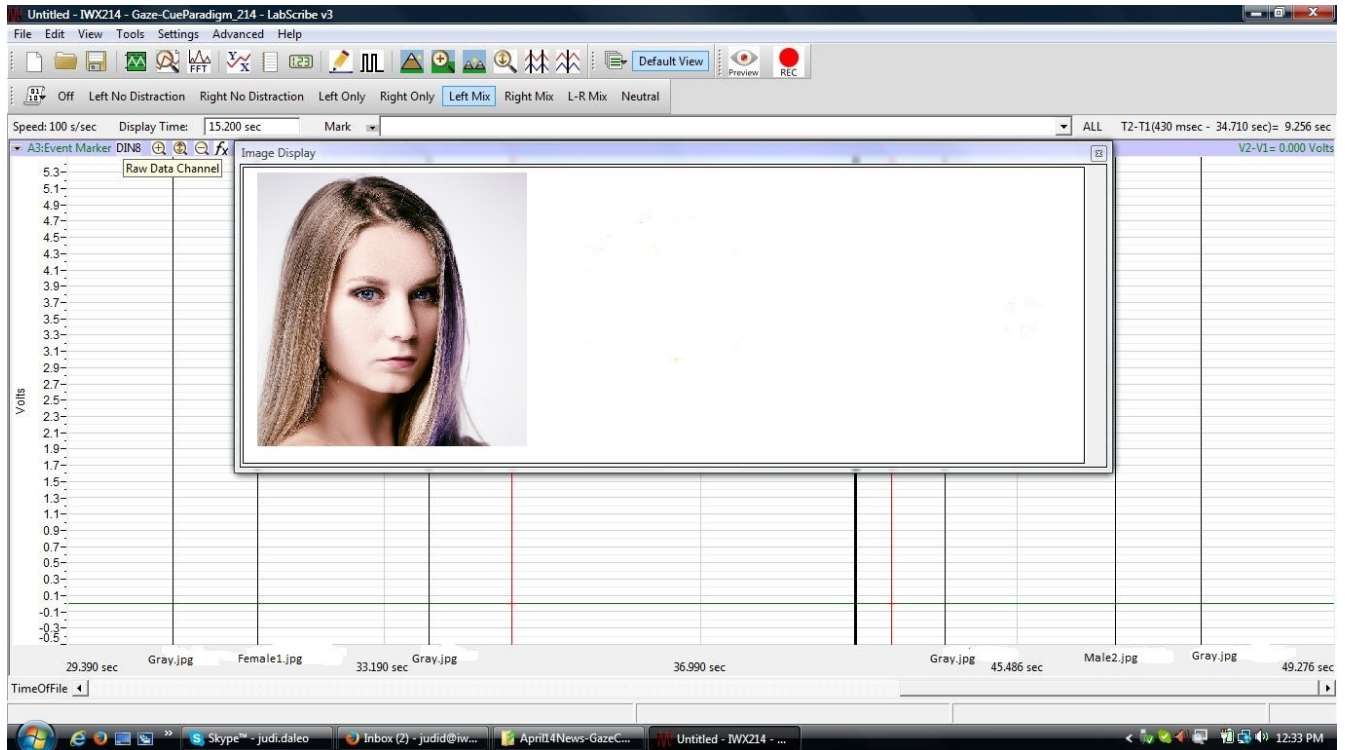 Untitled - IWX214 - Gaze-CueParadigm_214 - LabScribe v3
File Edit View Tools Settings Advanced Help
FFT Y X 123 Default View Preview REC
Off Left No Distraction Right No Distraction Left Only Right Only Left Mix Right Mix L-R Mix Neutral
Speed: 100 s/sec Display Time: 15.200 sec Mark ALL T2-T1(430 msec - 34.710 sec)= 9.256 sec
A3:Event Marker DIN8 fx Image Display V2-V1= 0.000 Volts
Raw Data Channel
5.3
5.1
4.9
4.7
4.5
4.3
4.1
3.9
3.7
3.5
3.3
3.1
2.9
2.7
Volts
2.5
2.3
2.1
1.9
1.7
1.5
1.3
1.1
0.9
0.7
0.5
0.3
0.1
-0.1
-0.3
-0.5
Gray.jpg Female1.jpg Gray.jpg Gray.jpg Male2.jpg Gray.jpg
29.390 sec 33.190 sec 36.990 sec 45.486 sec 49.276 sec
TimeOfFile
Skype™ - judi.daleo Inbox (2) - judid@iw... April14News-GazeC... Untitled - IWX214 - ... 12:33 PM